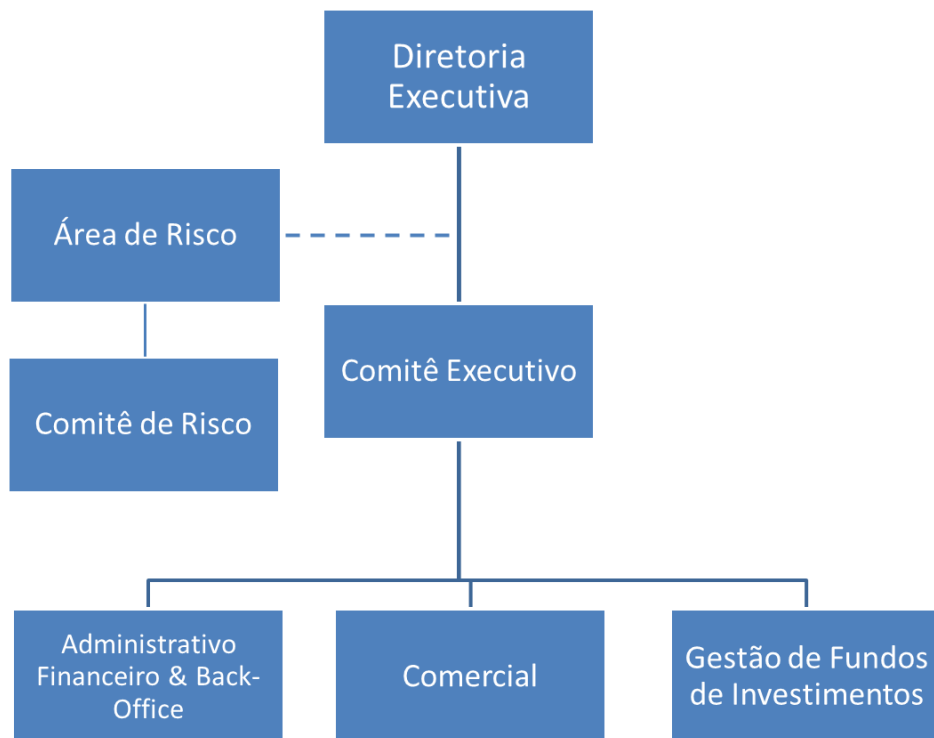 Diretoria
Executiva
Área de Risco
Comitê Executivo
Comitê de Risco
Administrativo
Financeiro & Back-
Office
Comercial
Gestão de Fundos
de Investimentos